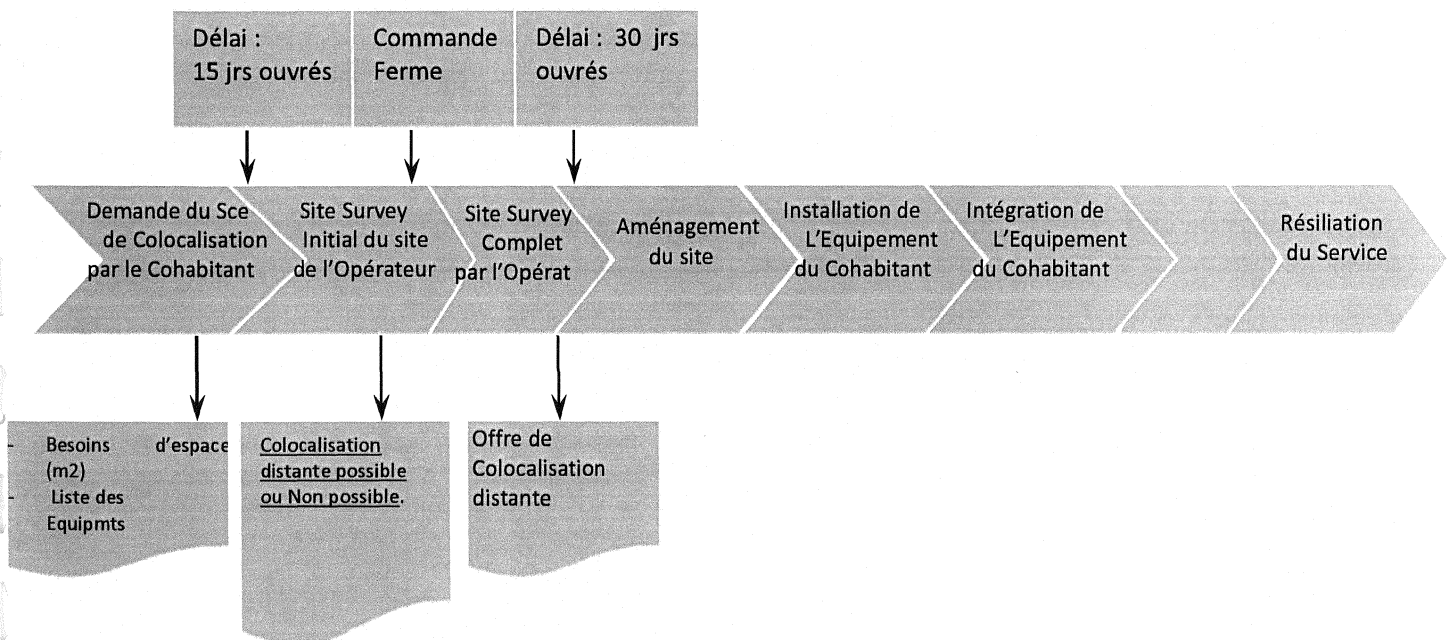 Délai :
15 jrs ouvrés
Commande
Ferme
Délai : 30 jrs
ouvrés
Demande du Sce
de Colocalisation
par le Cohabitant
Site Survey
Initial du site
de l'Opérateur
Site Survey
Complet
par l'Opérat
Aménagement
du site
Installation de
L'Equipement
du Cohabitant
Intégration de
L'Equipement
du Cohabitant
Résiliation
du Service
- Besoins d'espace
(m2)
- Liste des
Equipmts
Colocalisation
distante possible
ou Non possible.
Offre de
Colocalisation
distante